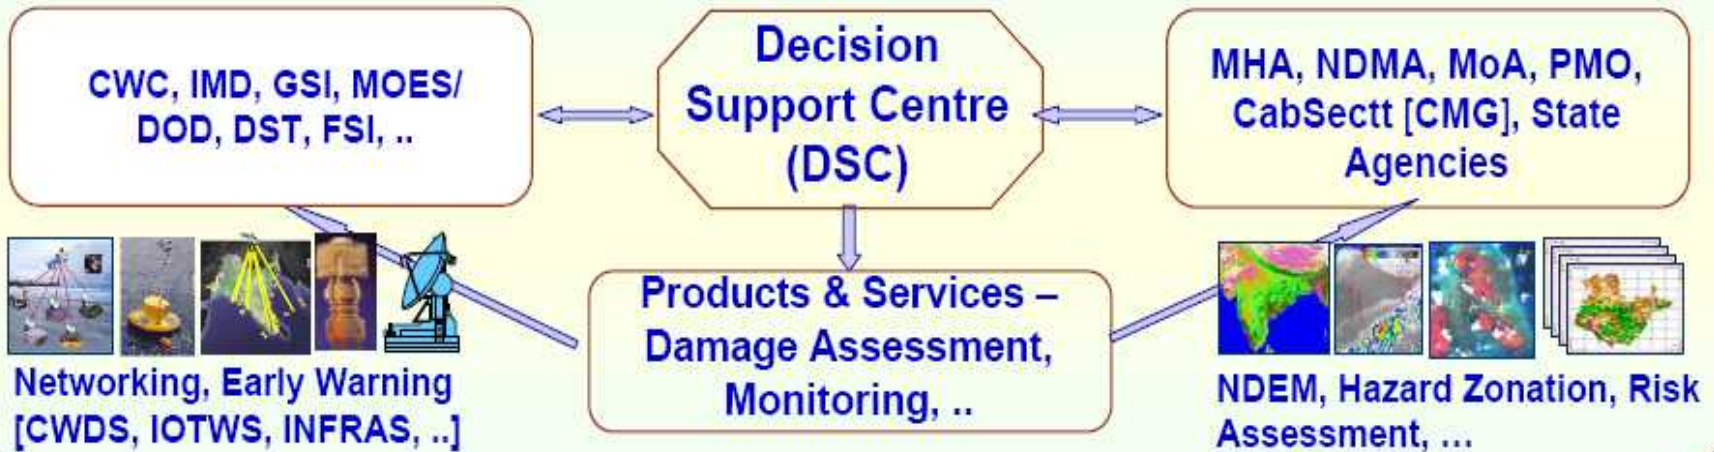 CWC, IMD, GSI, MOES/
DOD, DST, FSI, ..
Decision
Support Centre
(DSC)
MHA, NDMA, MoA, PMO,
CabSectt [CMG], State
Agencies
Products & Services –
Damage Assessment,
Monitoring, ..
Networking, Early Warning
[CWDS, IOTWS, INFRAS, ..]
NDEM, Hazard Zonation, Risk
Assessment, ...